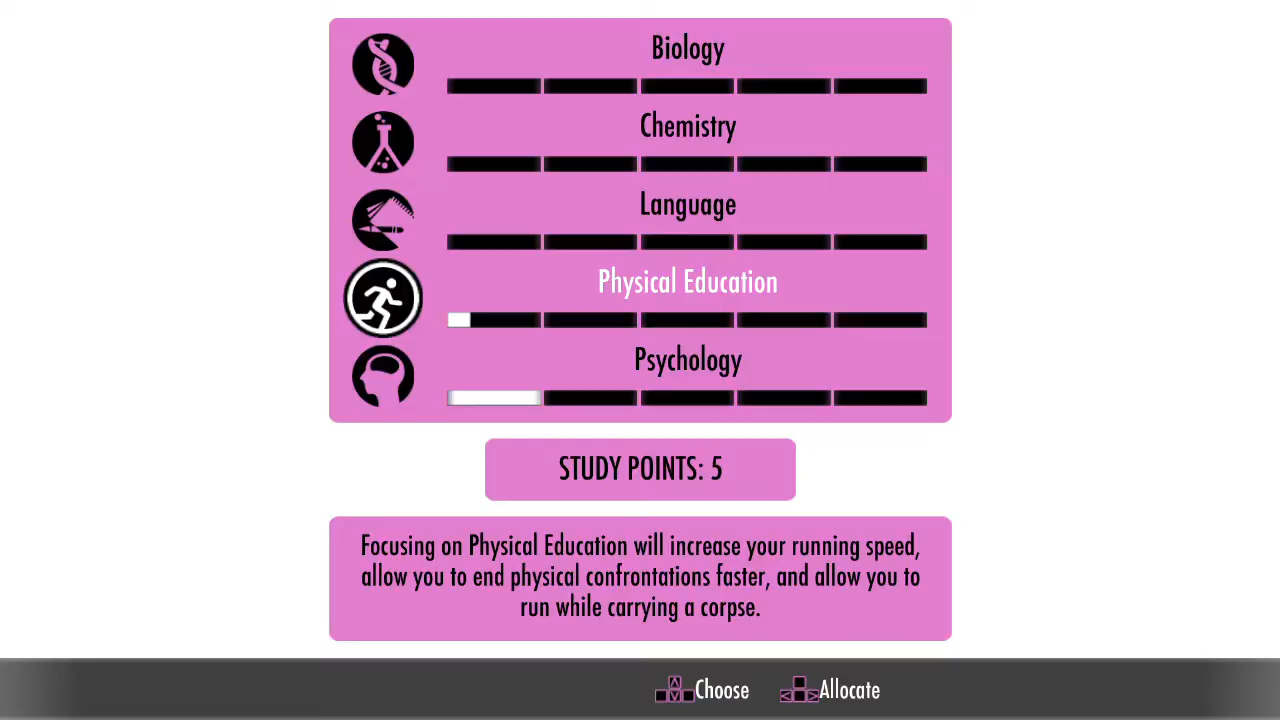 Biology
Chemistry
Language
Physical Education
Psychology
STUDY POINTS: 5
Focusing on Physical Education will increase your running speed,
allow you to end physical confrontations faster, and allow you to
run while carrying a corpse.
Choose Allocate